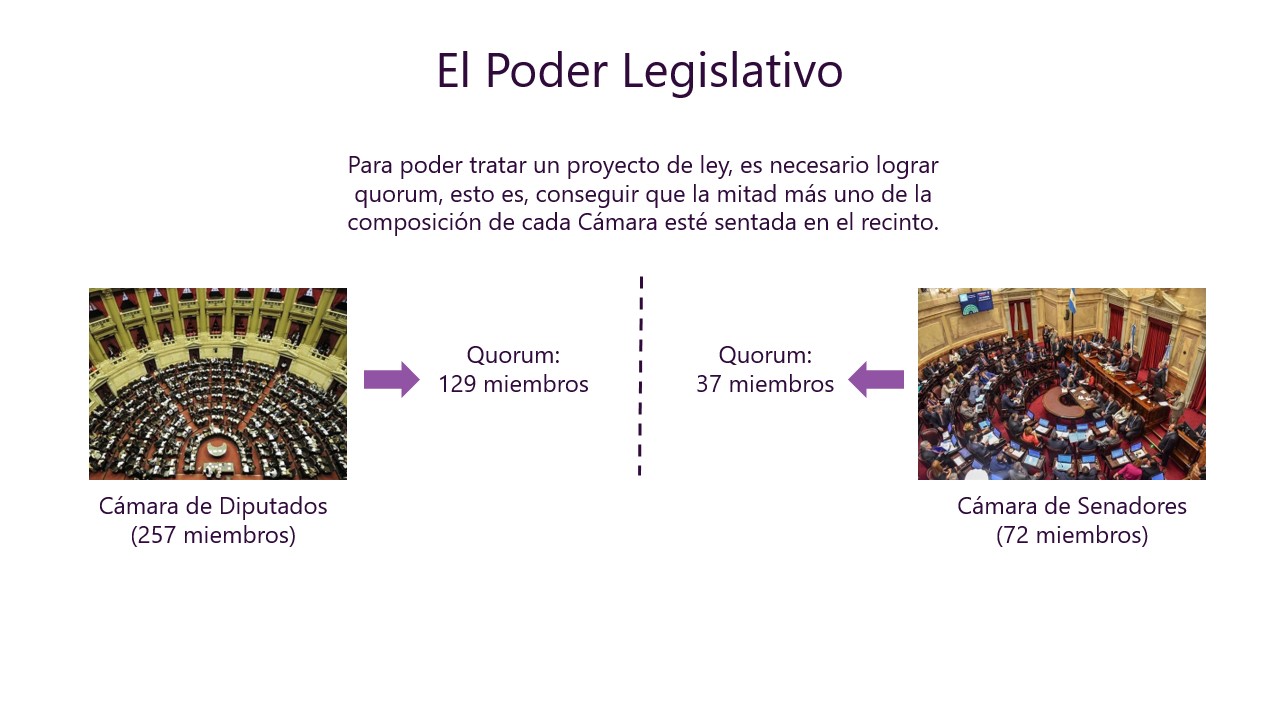 El Poder Legislativo
Para poder tratar un proyecto de ley, es necesario lograr
quorum, esto es, conseguir que la mitad más uno de la
composición de cada Cámara esté sentada en el recinto.
Quorum:
129 miembros
Quorum:
37 miembros
Cámara de Diputados
(257 miembros)
Cámara de Senadores
(72 miembros)